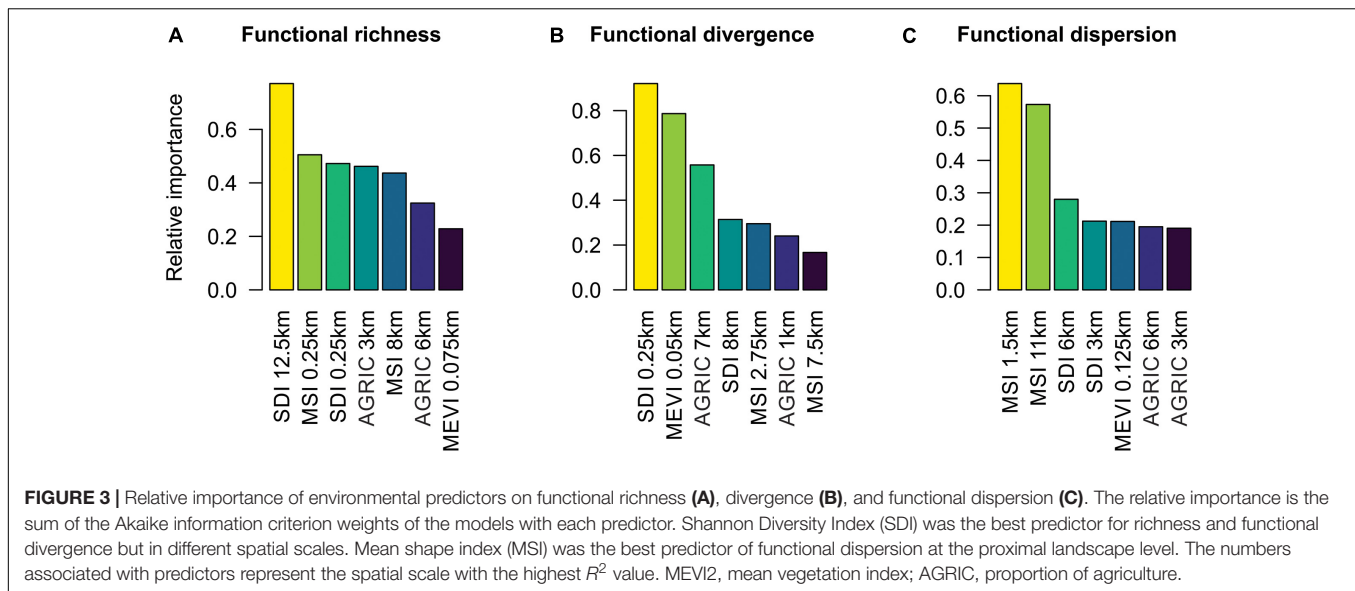 A Functional richness
B Functional divergence
C Functional dispersion
Relative importance
0.6
0.4
0.2
0.0
SDI 12.5km
MSI 0.25km
SDI 0.25km
AGRIC 3km
MSI 8km
AGRIC 6km
MEVI 0.075km
0.8
0.6
0.4
0.2
0.0
SDI 0.25km
MEVI 0.05km
AGRIC 7km
SDI 8km
MSI 2.75km
AGRIC 1km
MSI 7.5km
0.6
0.5
0.4
0.3
0.2
0.1
0.0
MSI 1.5km
MSI 11km
SDI 6km
SDI 3km
MEVI 0.125km
AGRIC 6km
AGRIC 3km
FIGURE 3 | Relative importance of environmental predictors on functional richness (A), divergence (B), and functional dispersion (C). The relative importance is the
sum of the Akaike information criterion weights of the models with each predictor. Shannon Diversity Index (SDI) was the best predictor for richness and functional
divergence but in different spatial scales. Mean shape index (MSI) was the best predictor of functional dispersion at the proximal landscape level. The numbers
associated with predictors represent the spatial scale with the highest R² value. MEVI2, mean vegetation index; AGRIC, proportion of agriculture.